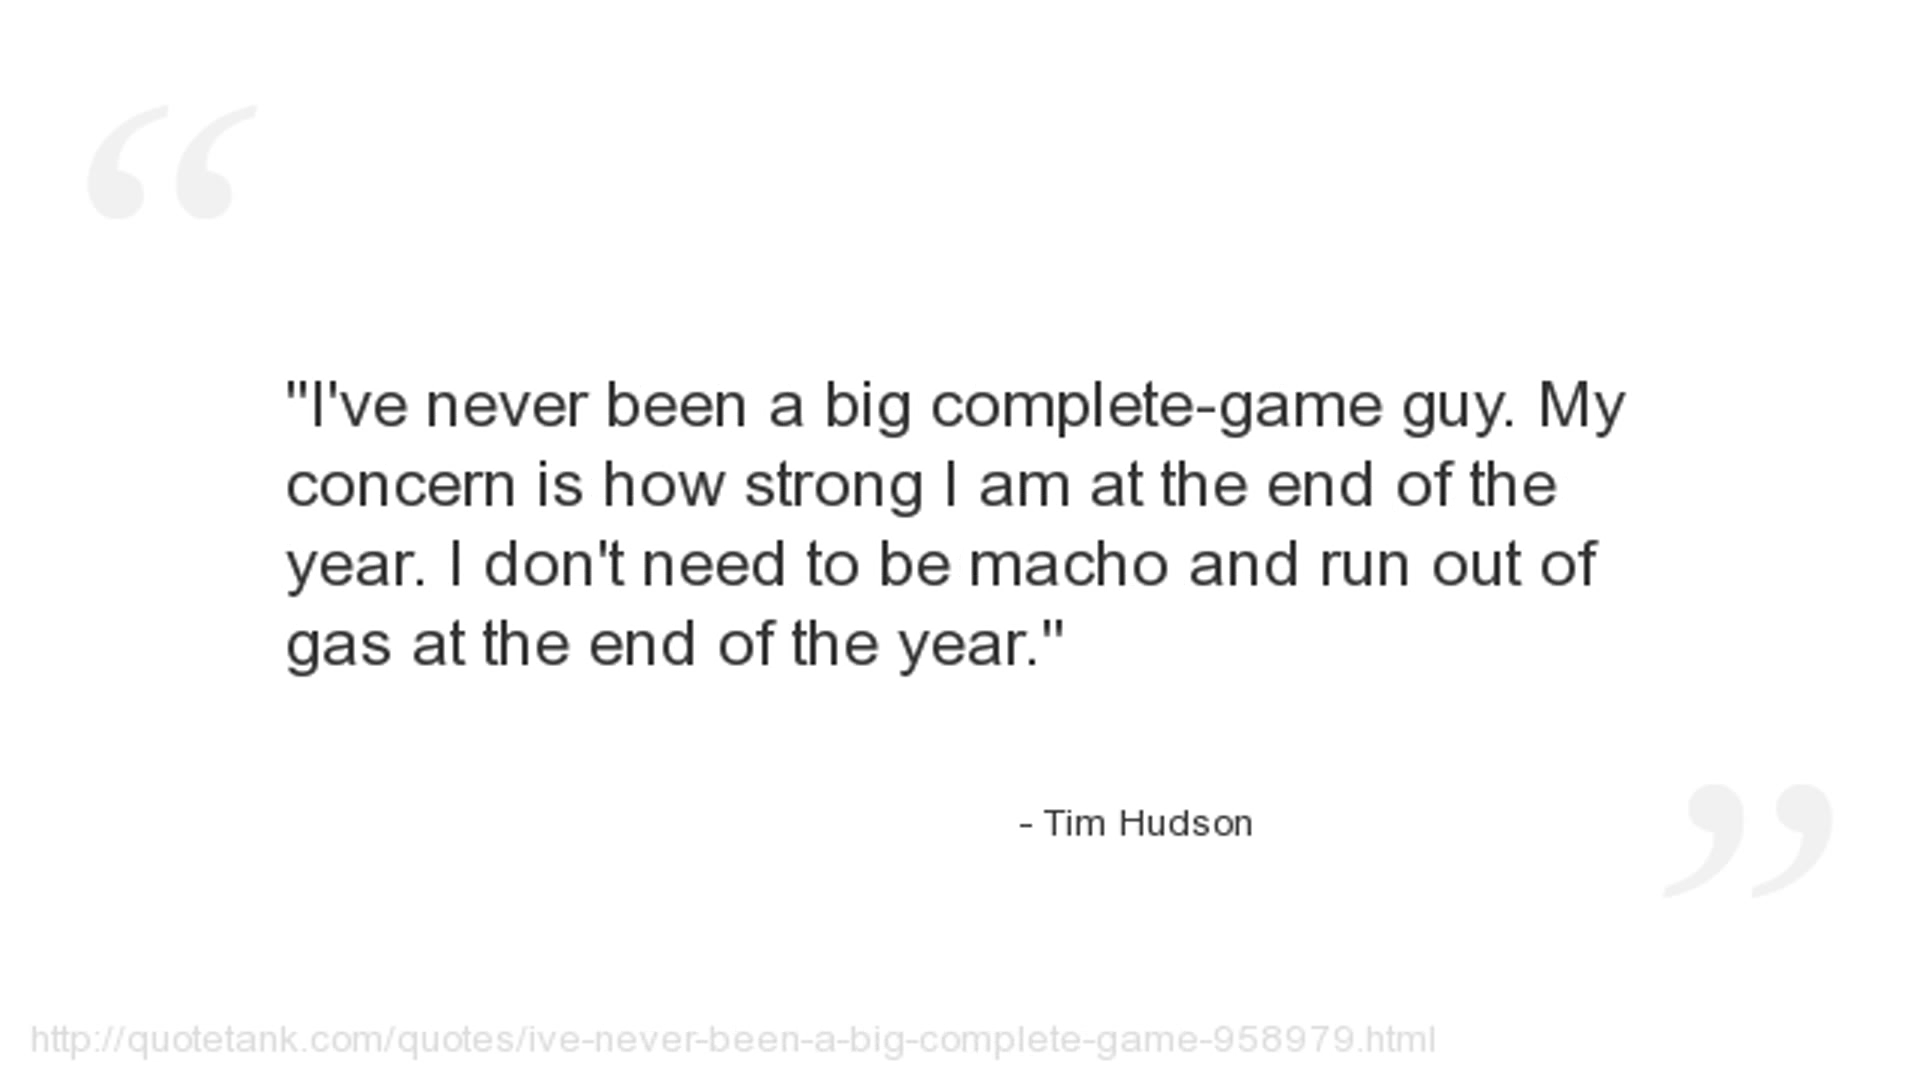 "I've never been a big complete-game guy. My
concern is how strong I am at the end of the
year. I don't need to be macho and run out of
gas at the end of the year."
- Tim Hudson
http://quotetank.com/quotes/ive-never-been-a-big-complete-game-958979.html